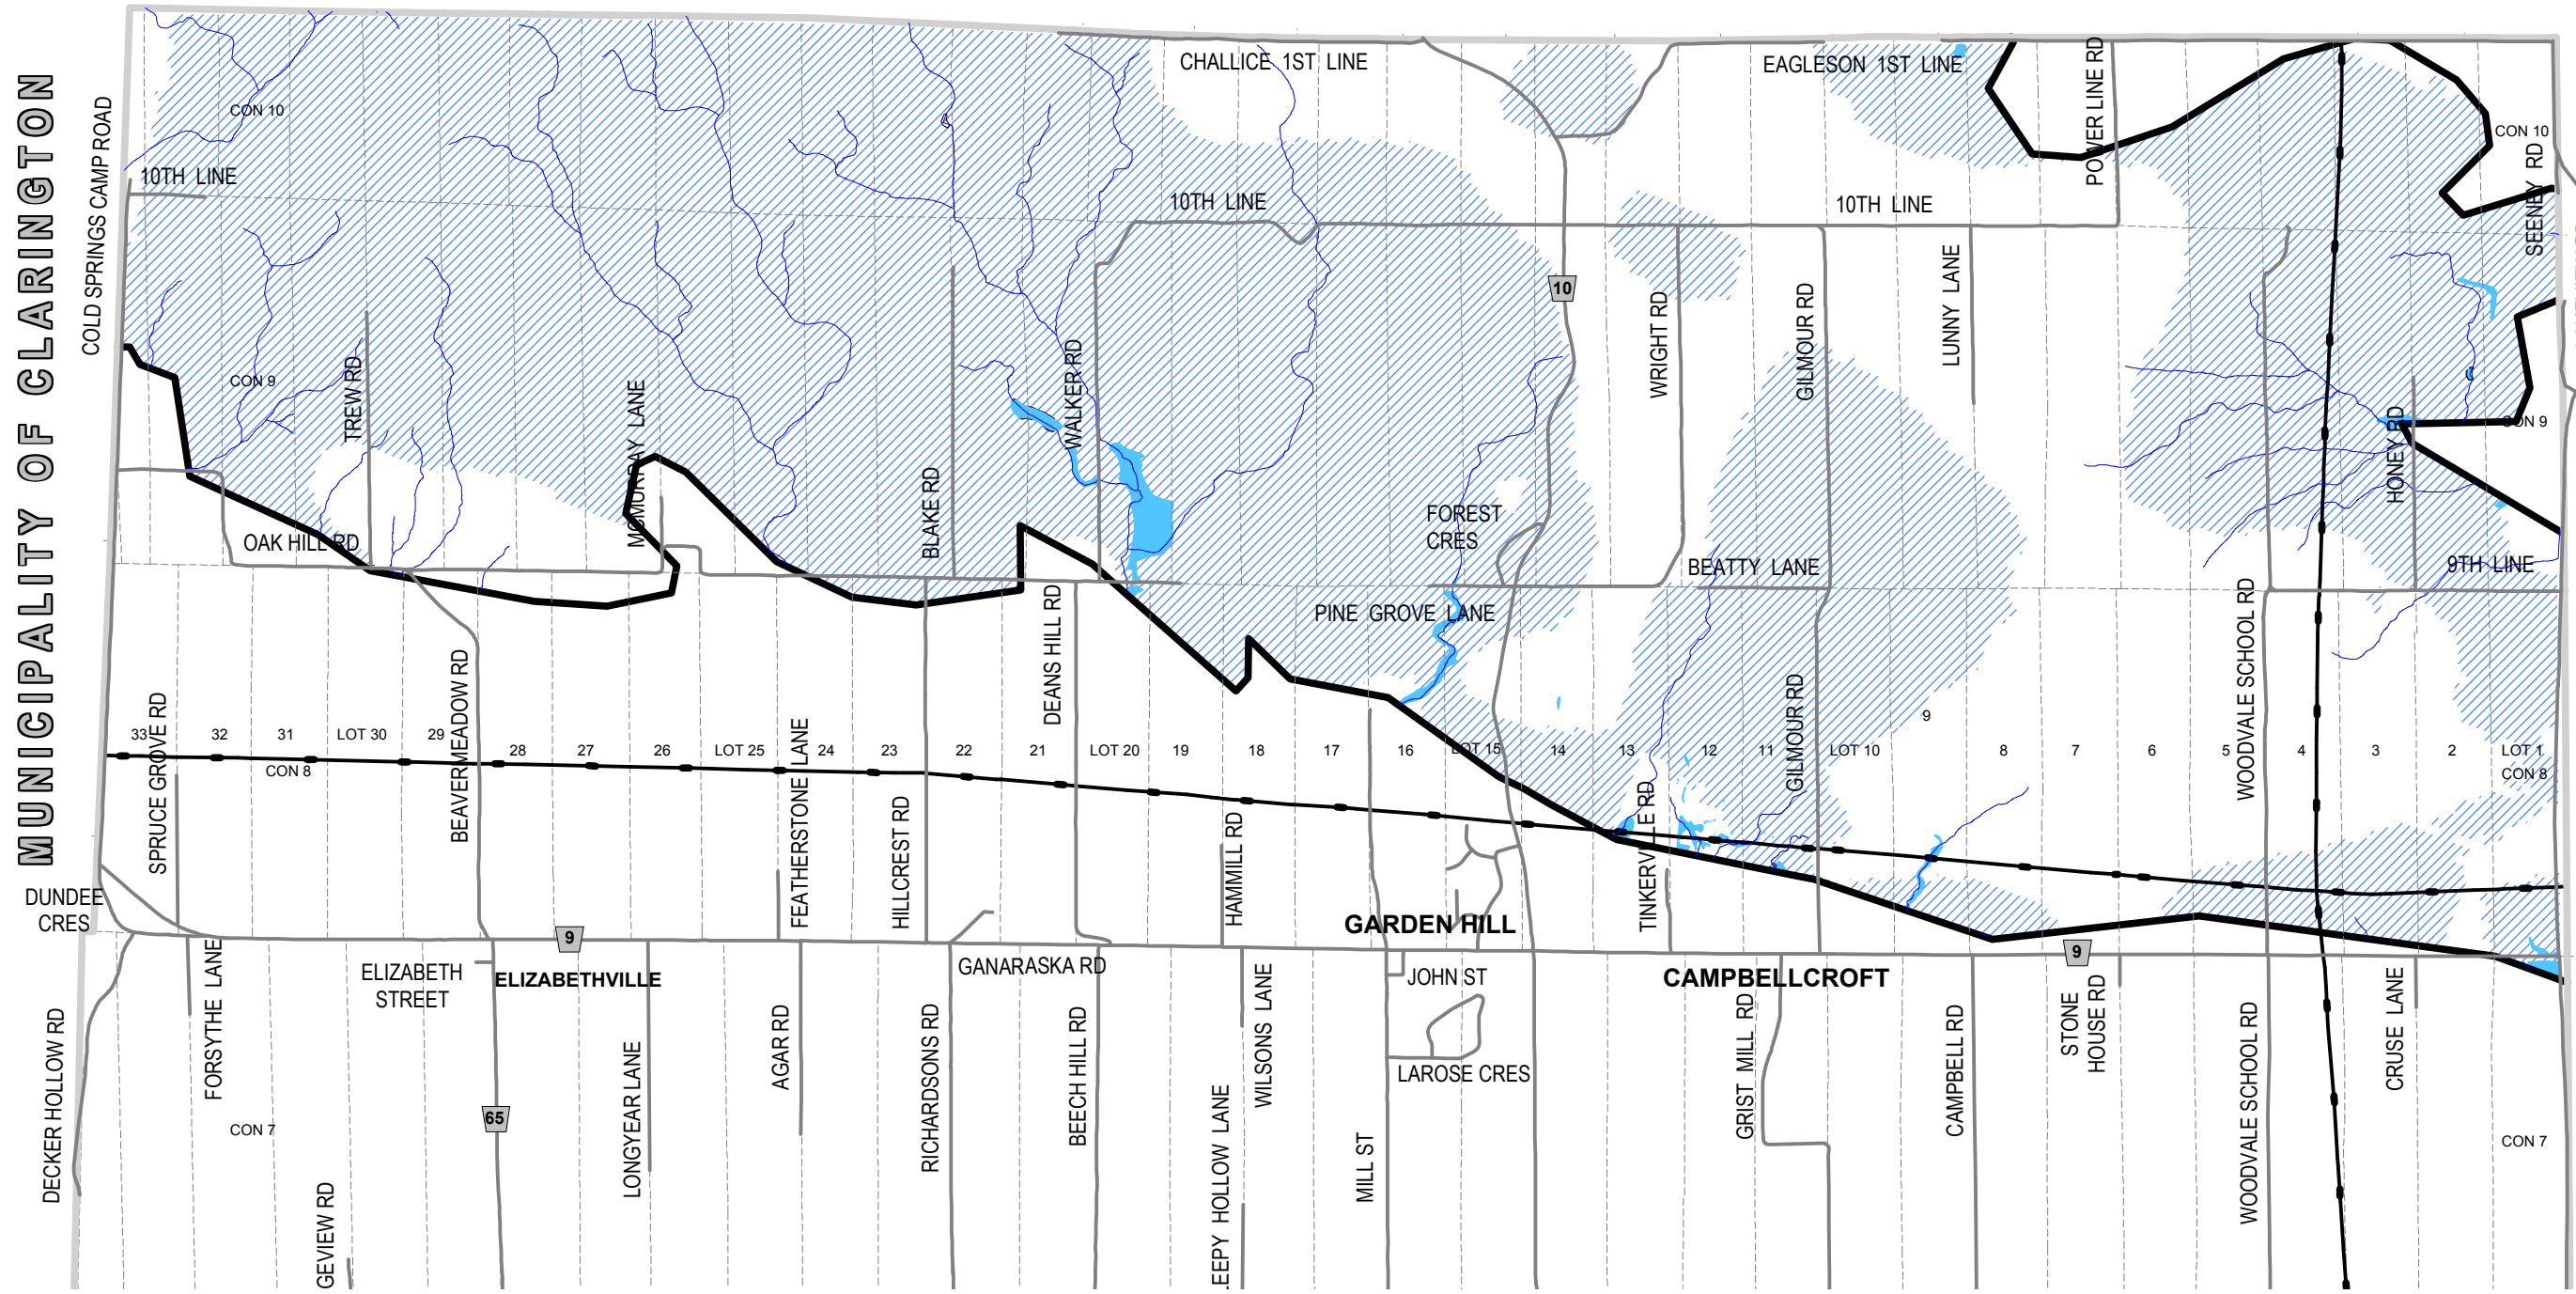 MUNICIPALITY OF CLARINGTON
COLD SPRINGS CAMP ROAD
CHALLICE 1ST LINE
EAGLESON 1ST LINE
POWER LINE RD
CON 10
CON 10
SEENEY RD
10TH LINE
10TH LINE
10TH LINE
10
WRIGHT RD
GILMOUR RD
LUNNY LANE
CON 9
TREW RD
MCMURRAY LANE
WALKER RD
BLAKE RD
HONEY RD
CON 9
FOREST
CRES
OAK HILL RD
BEATTY LANE
9TH LINE
DEANS HILL RD
PINE GROVE LANE
WOODVALE SCHOOL RD
SPRUCE GROVE RD
BEAVERMEADOW RD
FEATHERSTONE LANE
GILMOUR RD
9
33
32
31
LOT 30
29
28
27
26
LOT 25
24
23
22
21
LOT 20
19
18
17
16
LOT 15
14
13
12
11
LOT 10
8
7
6
5
4
3
2
LOT 1
CON 8
CON 8
HILLCREST RD
HAMMILL RD
TINKERVILLE RD
DUNDEE
CRES
GARDEN HILL
9
9
ELIZABETH
STREET
ELIZABETHVILLE
GANARASKA RD
JOHN ST
CAMPBELLCROFT
FORSYTHE LANE
DECKER HOLLOW RD
LONGYEAR LANE
AGAR RD
RICHARDSONS RD
BEECH HILL RD
WILSONS LANE
LAROSE CRES
GRIST MILL RD
CAMPBELL RD
STONE
HOUSE RD
WOODVALE SCHOOL RD
CRUSE LANE
65
CON 7
CON 7
MILL ST
GEVIEW RD
EEPY HOLLOW LANE